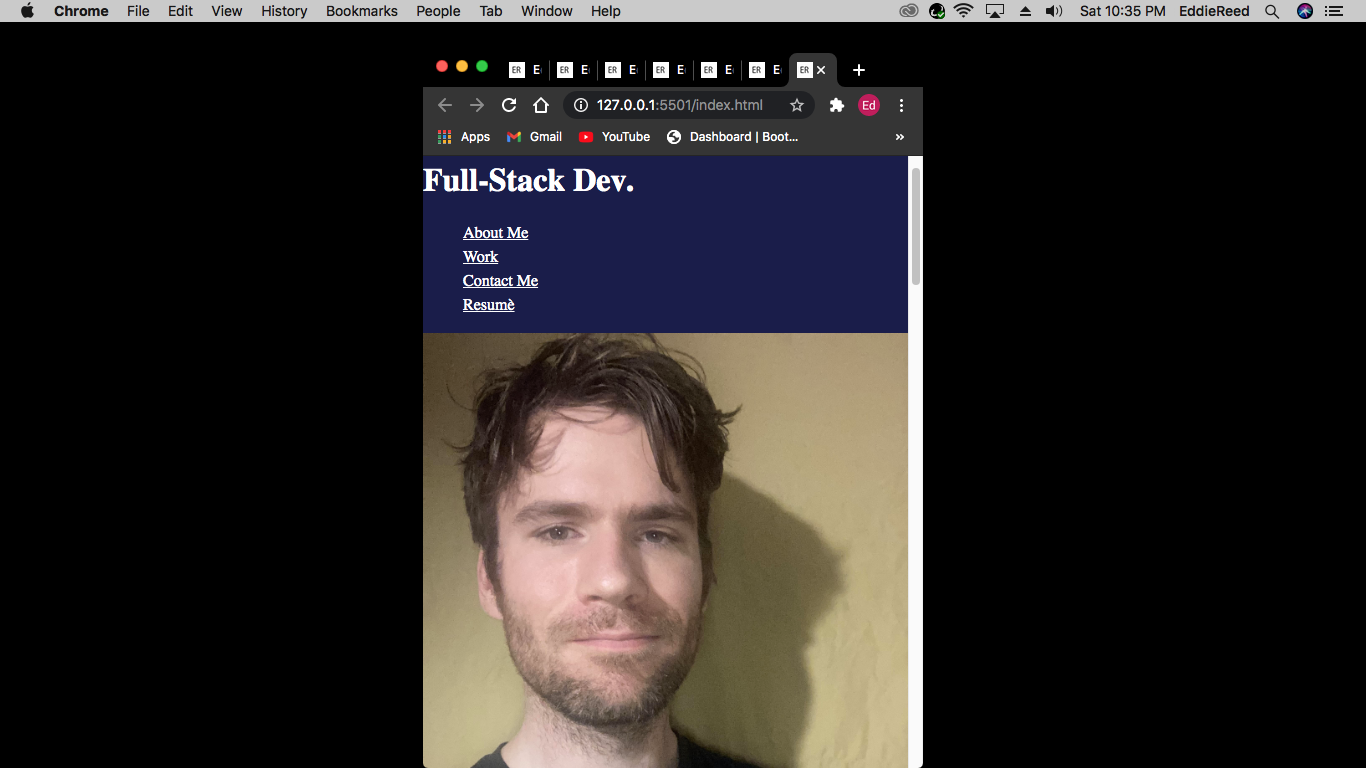 Chrome File Edit View History Bookmarks People Tab Window Help Sat 10:35 PM EddieReed
ER E ER E ER E ER E ER E ER E ER
127.0.0.1:5501/index.html Ed
Apps Gmail YouTube Dashboard | Boot... »
Full-Stack Dev.
About Me
Work
Contact Me
Resumè